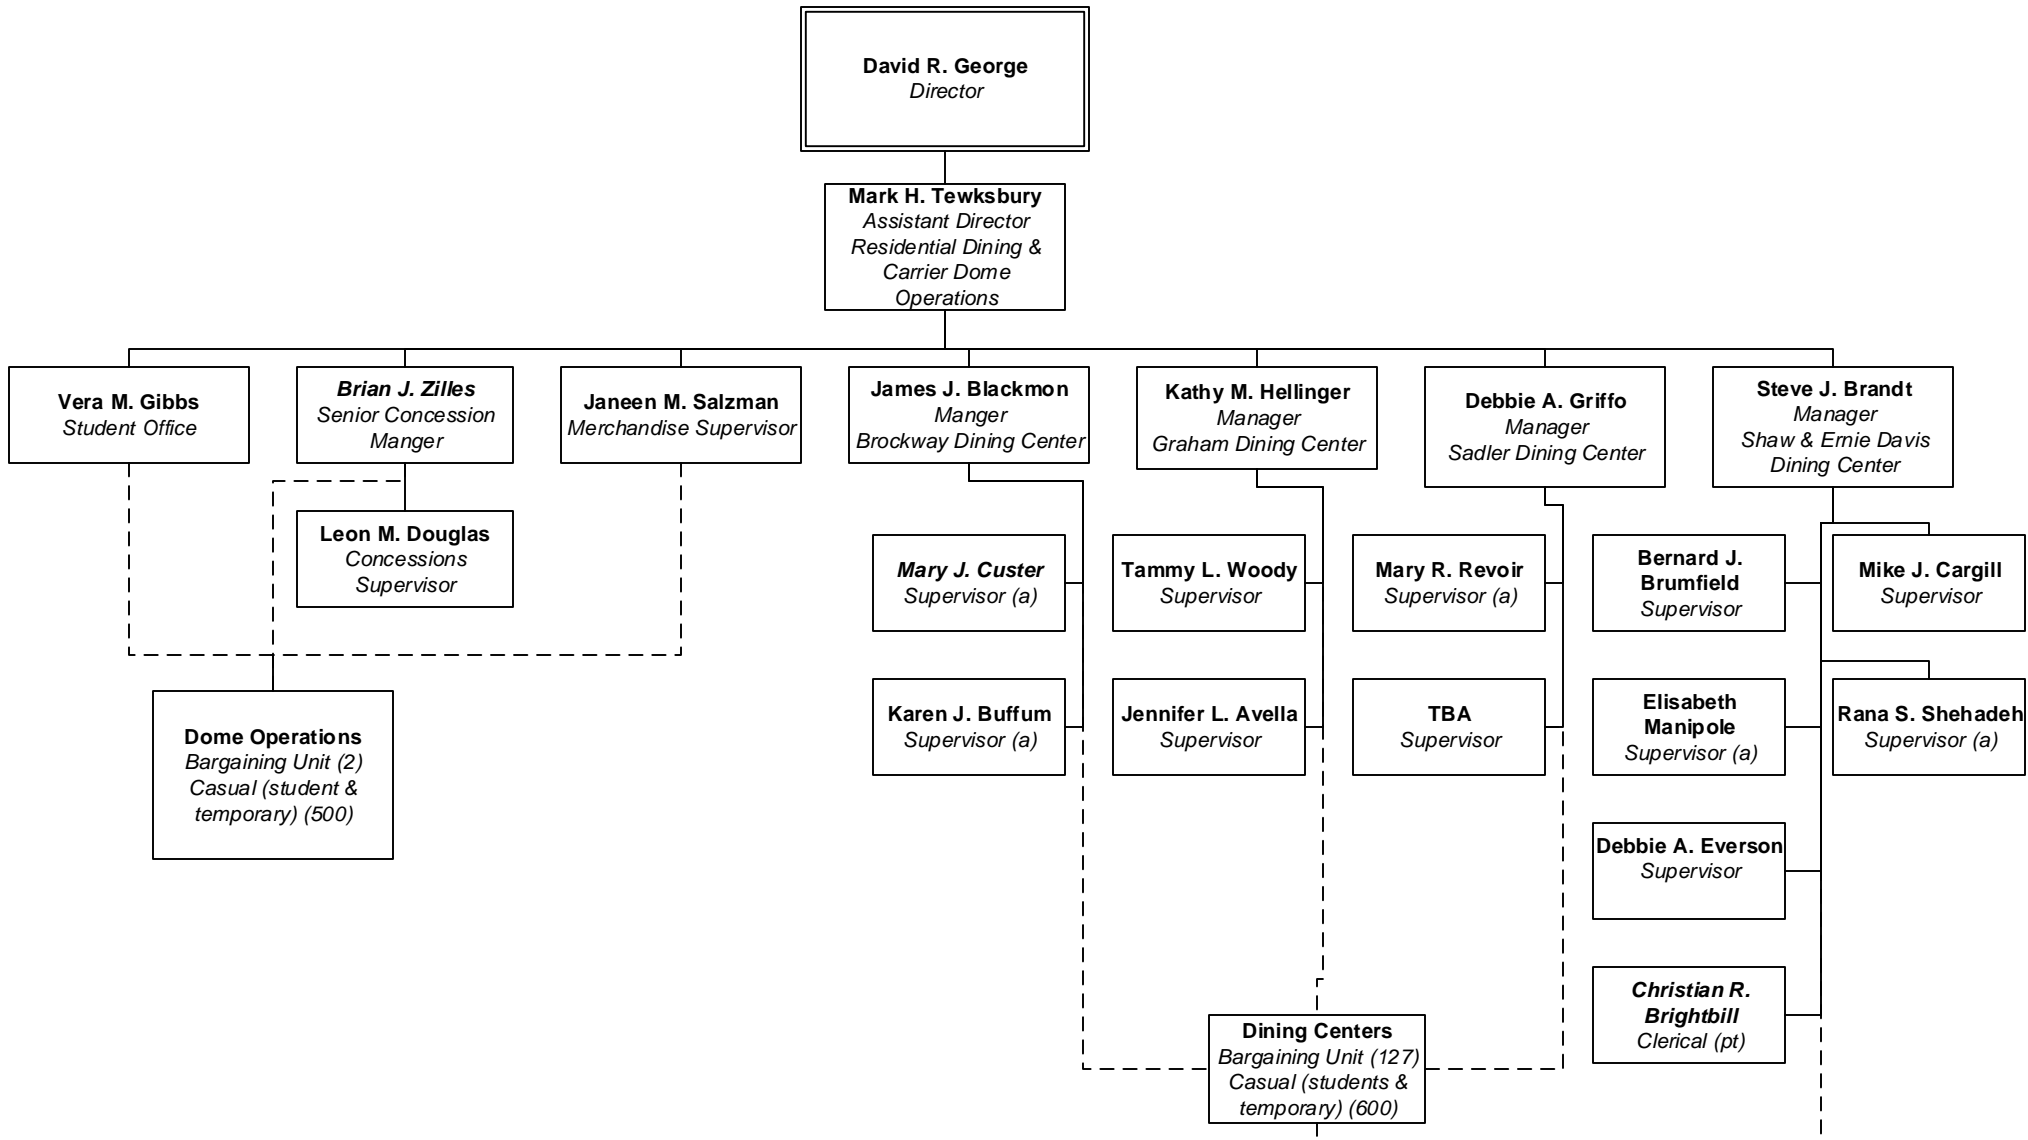 David R. George
Director
Mark H. Tewksbury
Assistant Director
Residential Dining &
Carrier Dome
Operations
Vera M. Gibbs
Student Office
Brian J. Zilles
Senior Concession
Manger
Janeen M. Salzman
Merchandise Supervisor
James J. Blackmon
Manger
Brockway Dining Center
Kathy M. Hellinger
Manager
Graham Dining Center
Debbie A. Griffo
Manager
Sadler Dining Center
Steve J. Brandt
Manager
Shaw & Ernie Davis
Dining Center
Leon M. Douglas
Concessions
Supervisor
Mary J. Custer
Supervisor (a)
Tammy L. Woody
Supervisor
Mary R. Revoir
Supervisor (a)
Bernard J.
Brumfield
Supervisor
Mike J. Cargill
Supervisor
Karen J. Buffum
Supervisor (a)
Jennifer L. Avella
Supervisor
TBA
Supervisor
Elisabeth
Manipole
Supervisor (a)
Rana S. Shehadeh
Supervisor (a)
Dome Operations
Bargaining Unit (2)
Casual (student &
temporary) (500)
Debbie A. Everson
Supervisor
Christian R.
Brightbill
Clerical (pt)
Dining Centers
Bargaining Unit (127)
Casual (students &
temporary) (600)